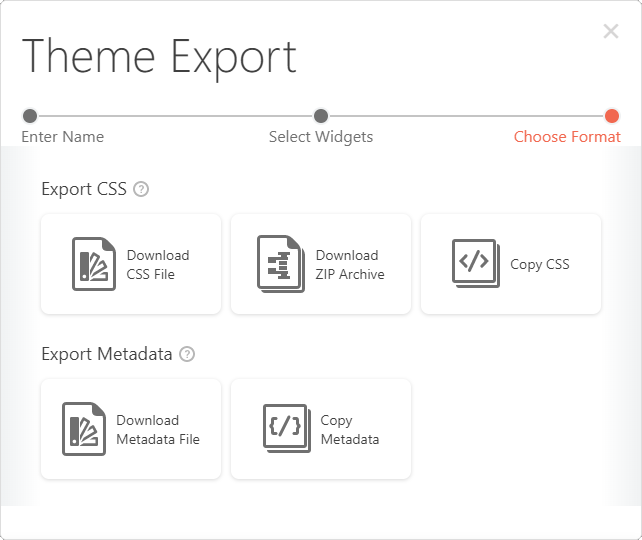 Theme Export
Enter Name
Select Widgets
Choose Format
Export CSS ?
Download
CSS File
Download
ZIP Archive
</> Copy CSS
Export Metadata ?
Download
Metadata File
{/} Copy
Metadata